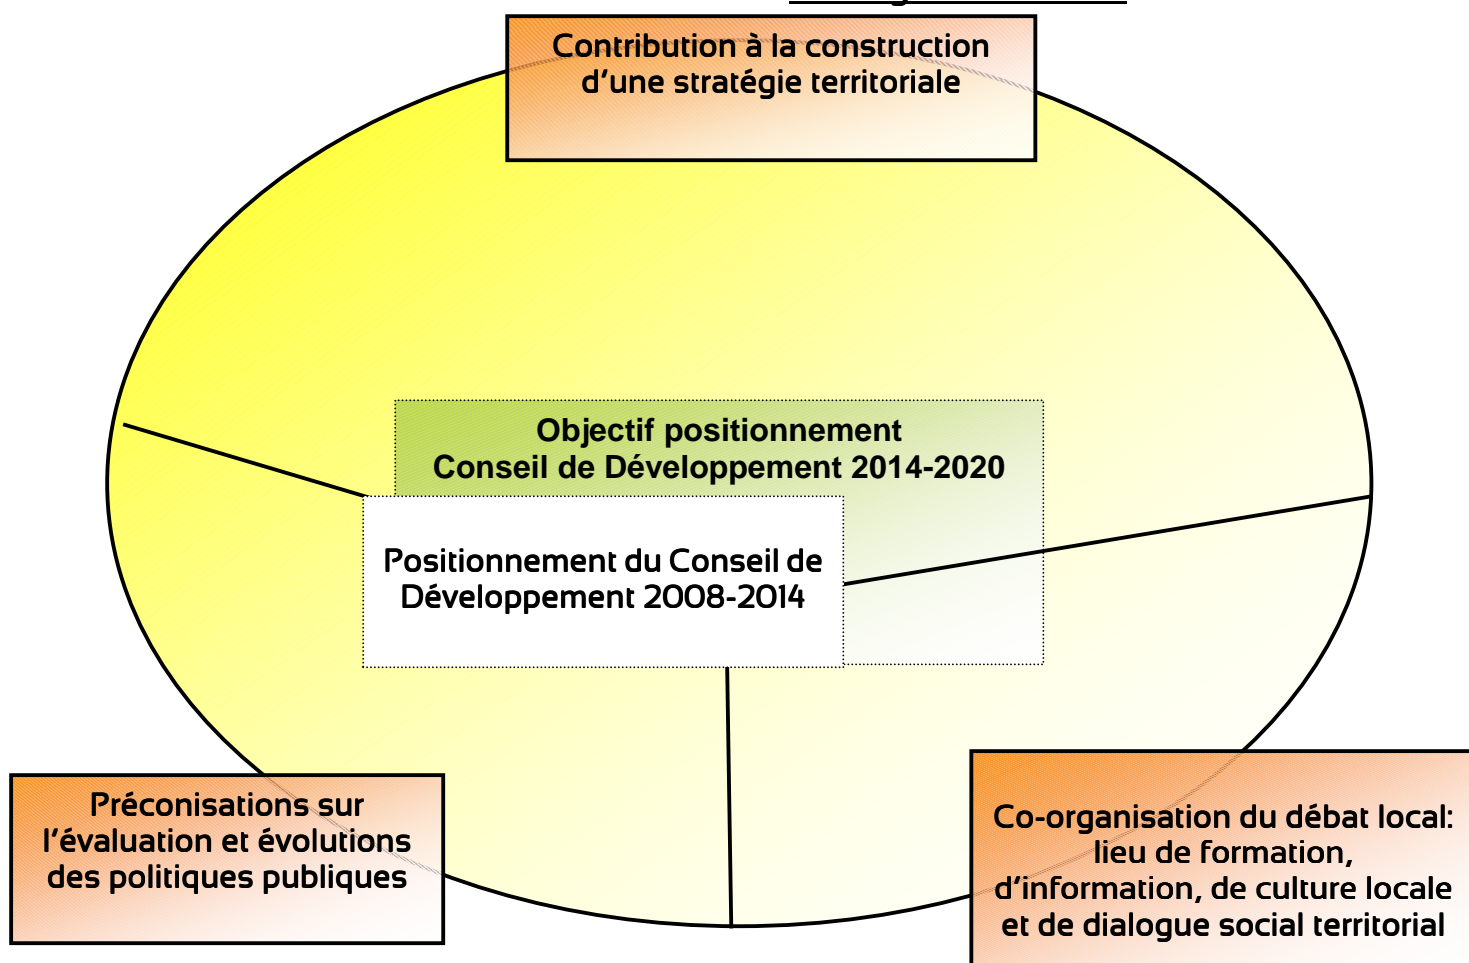 Contribution à la construction
d'une stratégie territoriale
Objectif positionnement
Conseil de Développement 2014-2020
Positionnement du Conseil de
Développement 2008-2014
Préconisations sur
l'évaluation et évolutions
des politiques publiques
Co-organisation du débat local:
lieu de formation,
d'information, de culture locale
et de dialogue social territorial